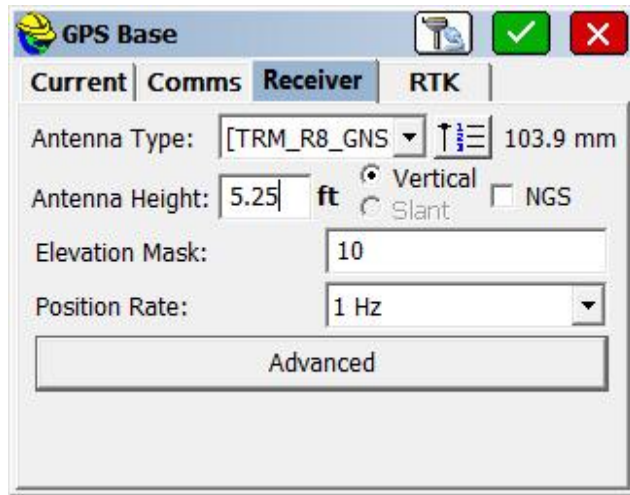 GPS Base
Current Comms Receiver RTK
Antenna Type: [TRM_R8_GNS 103.9 mm
Antenna Height: 5.25 ft Vertical NGS
Slant
Elevation Mask: 10
Position Rate: 1 Hz
Advanced